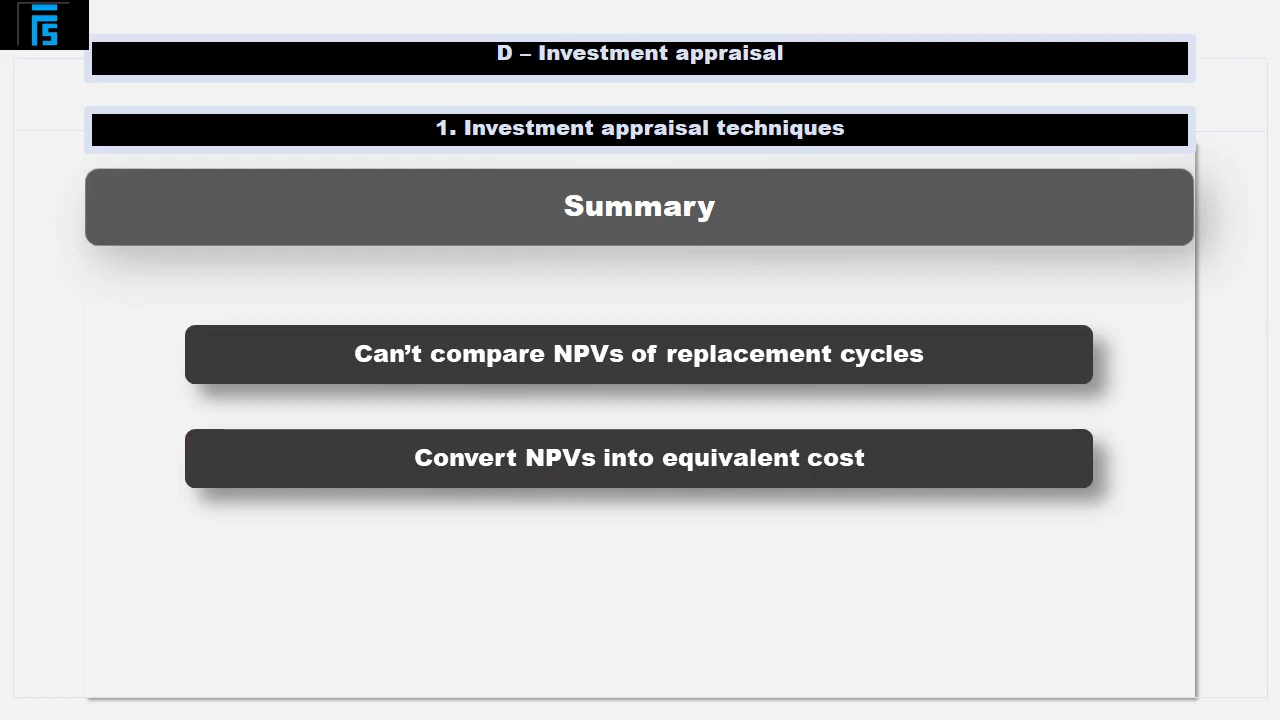 D – Investment appraisal
1. Investment appraisal techniques
Summary
Can’t compare NPVs of replacement cycles
Convert NPVs into equivalent cost